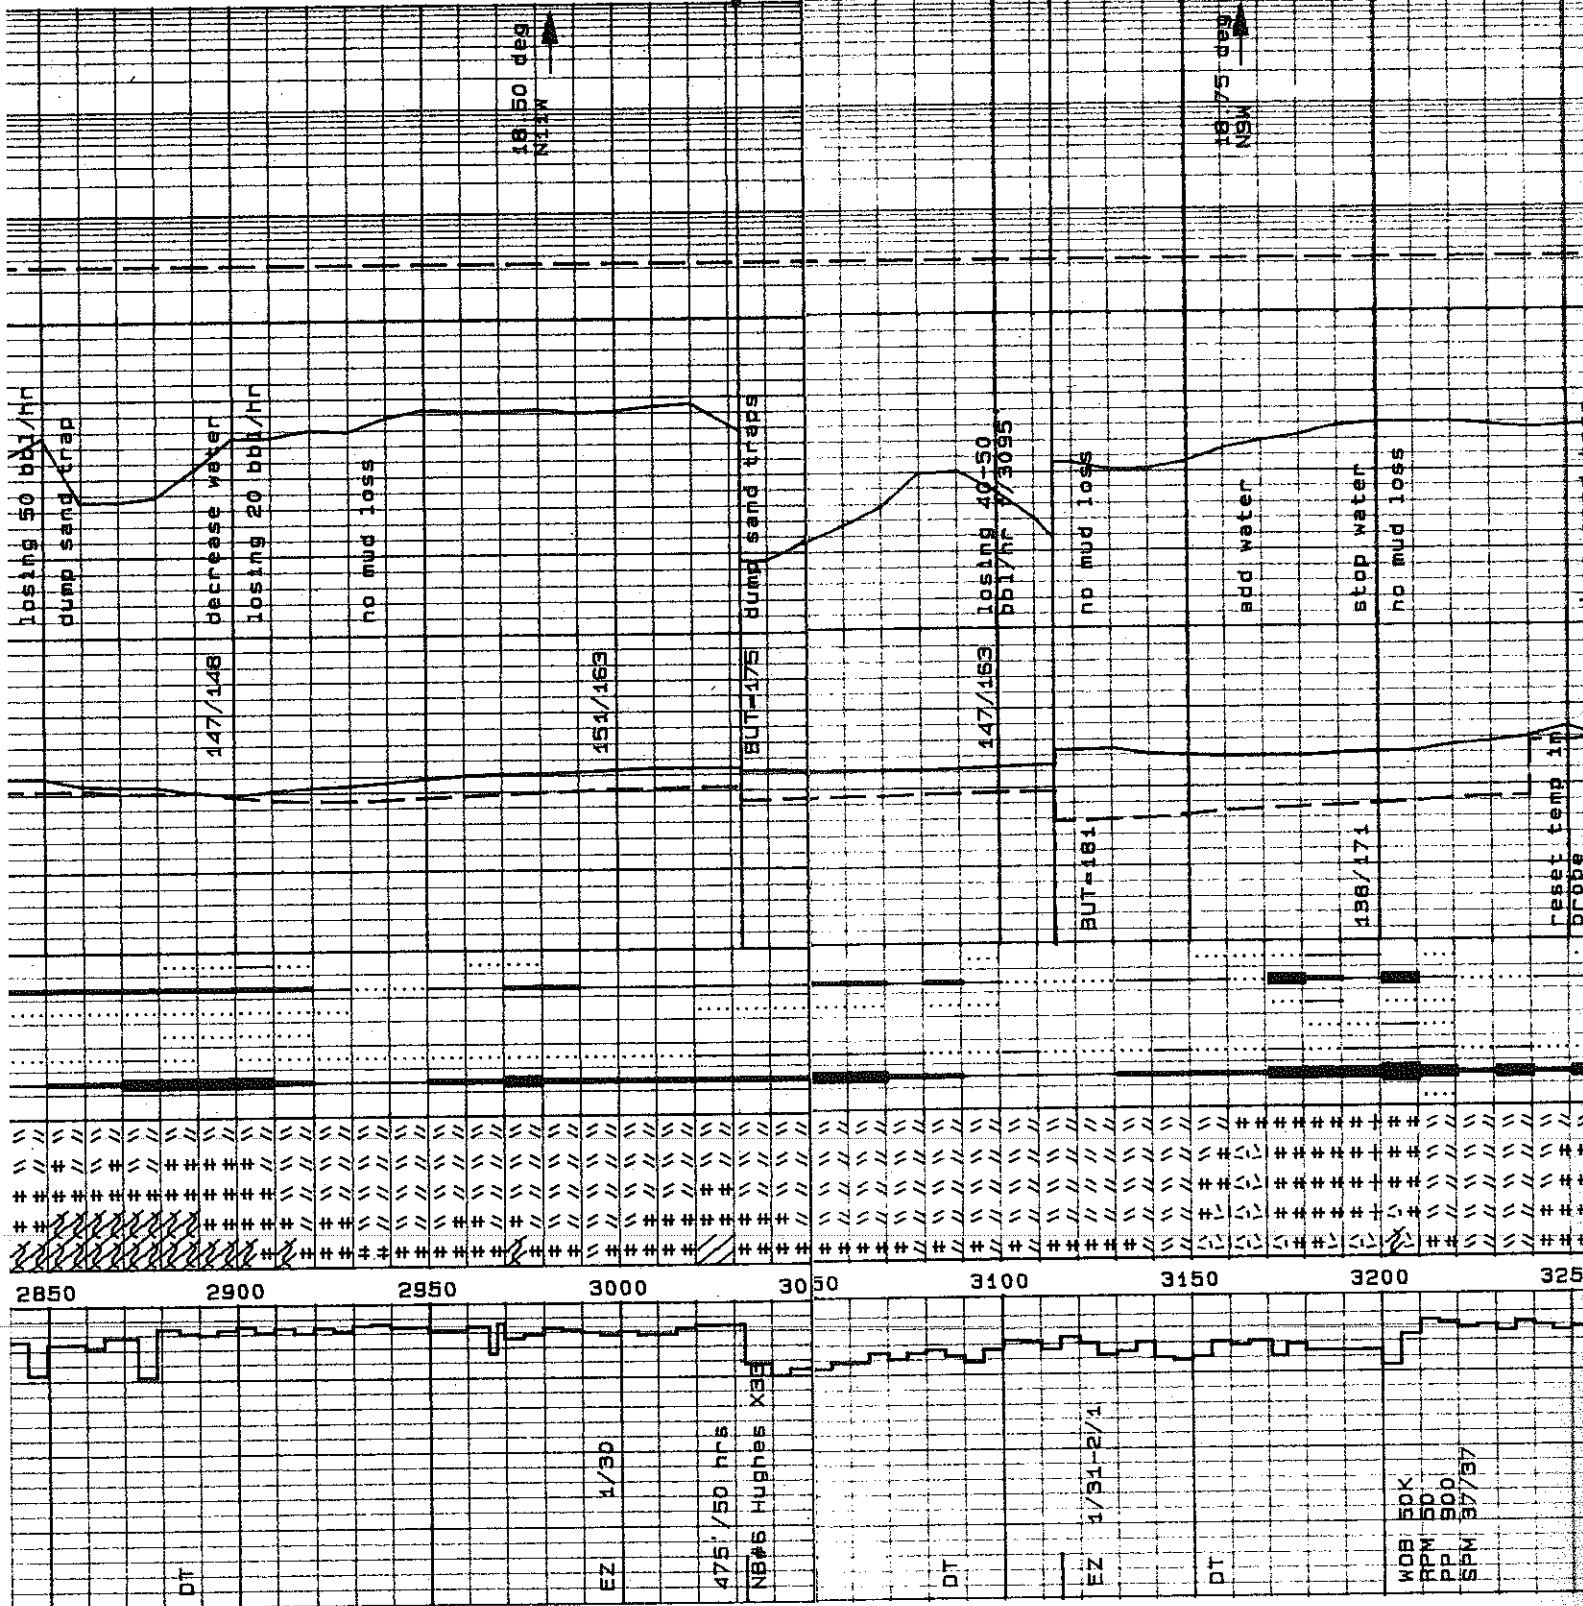 18.50 deg
N11W
18.75 deg
N9W
losing 50 bbl/hr
dump sand trap
decrease water
losing 20 bbl/hr
no mud loss
dump sand traps
losing 40-50
bbl/hr @/3095'
no mud loss
add water
stop water
no mud loss
147/148
151/163
BUT=175
147/163
BUT=181
138/171
reset temp in
probe
2850 2900 2950 3000 3050 3100 3150 3200 325
DT
EZ 1/30
475'/50 hrs
NB#6 Hughes X33
DT
EZ 1/31-2/1
DT
WOB 50K
RPM 50
PP 900
SPM 37/37